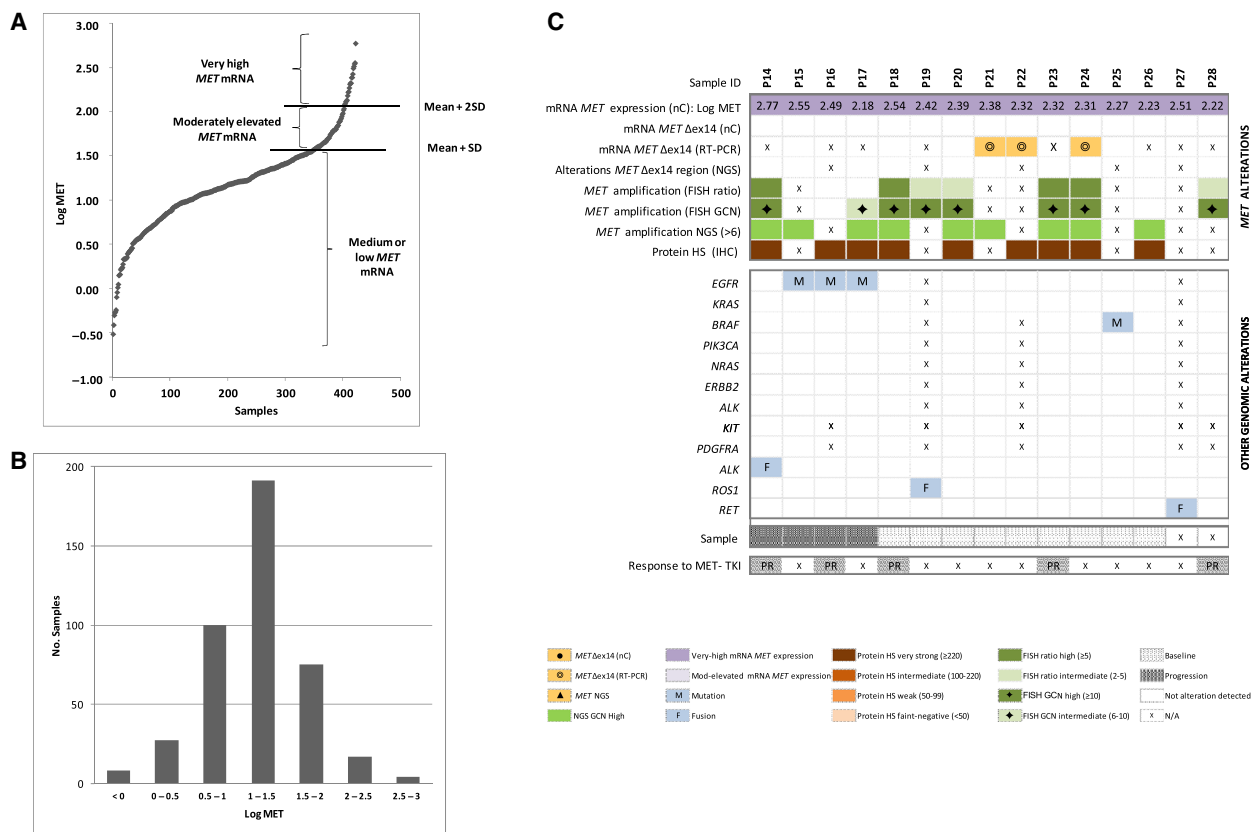 A
3.00
2.50
2.00
1.50
1.00
0.50
0.00
−0.50
−1.00
Log MET
0 100 200 300 400 500
Samples
Very high
MET mRNA
Mean + 2SD
Moderately elevated
MET mRNA
Mean + SD
Medium or
low MET
mRNA
B
200
150
100
50
0
No. Samples
< 0 0 – 0.5 0.5 – 1 1 – 1.5 1.5 – 2 2 – 2.5 2.5 – 3
Log MET
C
Sample ID P14 P15 P16 P17 P18 P19 P20 P21 P22 P23 P24 P25 P26 P27 P28
mRNA MET expression (nC): Log MET 2.77 2.55 2.49 2.18 2.54 2.42 2.39 2.38 2.32 2.32 2.31 2.27 2.23 2.51 2.22
mRNA MET Δex14 (nC)
mRNA MET Δex14 (RT-PCR) X X X X X X X X
Alterations MET Δex14 region (NGS) X X X X X
MET amplification (FISH ratio) X X X X X
MET amplification (FISH GCN) X X X X X
MET amplification NGS (>6) X X X X X X
Protein HS (IHC) X X X X X X
MET ALTERATIONS
EGFR M M M X X
KRAS X X
BRAF X X M X
PIK3CA X X X
NRAS X X X
ERBB2 X X X
ALK X X X
KIT X X X X X
PDGFRA X X X X X
ALK F
ROS1 F
RET F
OTHER GENOMIC ALTERATIONS
Sample X X
Response to MET- TKI PR X PR X PR X X X X PR X X X X PR
MET Δex14 (nC)
MET Δex14 (RT-PCR)
MET NGS
NGS GCN High
Very-high mRNA MET expression
Mod-elevated mRNA MET expression
M Mutation
F Fusion
Protein HS very strong (≥220)
Protein HS intermediate (100-220)
Protein HS weak (50-99)
Protein HS faint-negative (<50)
FISH ratio high (≥5)
FISH ratio intermediate (2-5)
FISH GCN high (≥10)
FISH GCN intermediate (6-10)
Baseline
Progression
Not alteration detected
X N/A